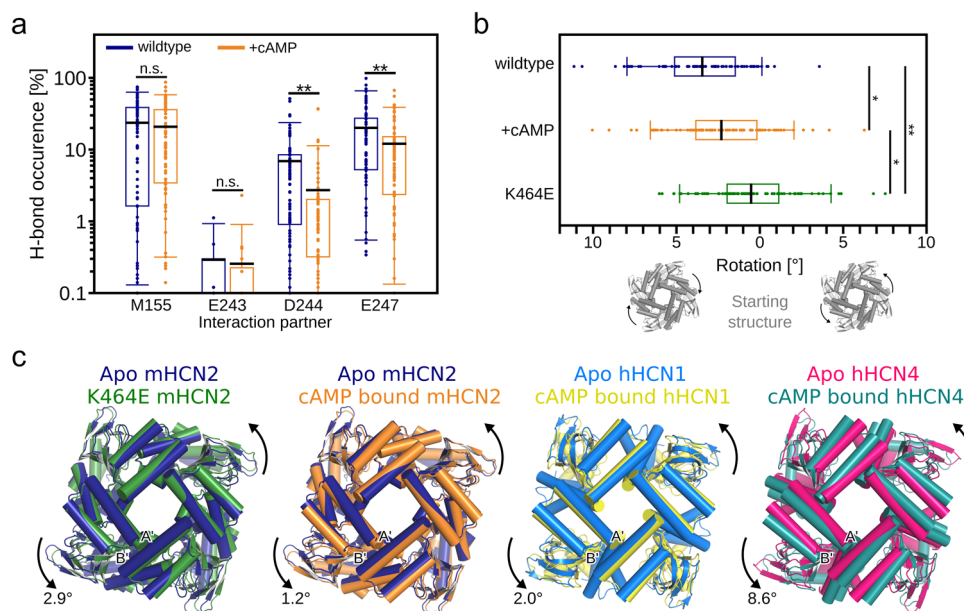 a
wildtype
+cAMP
n.s.
**
**
n.s.
H-bond occurence [%]
100
10
1
0.1
M155
E243
D244
E247
Interaction partner
b
wildtype
+cAMP
K464E
*
*
**
10
5
0
5
10
Rotation [°]
Starting
structure
c
Apo mHCN2
K464E mHCN2
A'
B'
2.9°
Apo mHCN2
cAMP bound mHCN2
A'
B'
1.2°
Apo hHCN1
cAMP bound hHCN1
A'
B'
2.0°
Apo hHCN4
cAMP bound hHCN4
A'
B'
8.6°